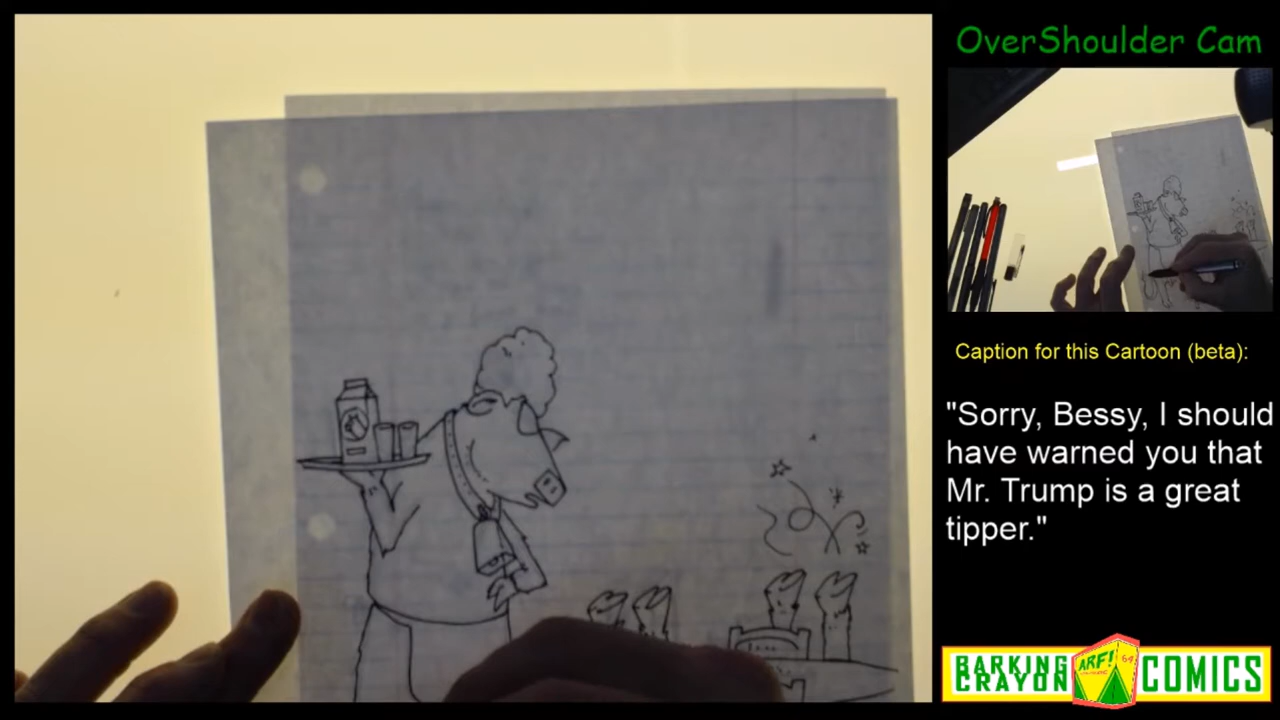 OverShoulder Cam
Caption for this Cartoon (beta):
"Sorry, Bessy, I should
have warned you that
Mr. Trump is a great
tipper."
BARKING
CRAYON
ARF!
64
COMICS